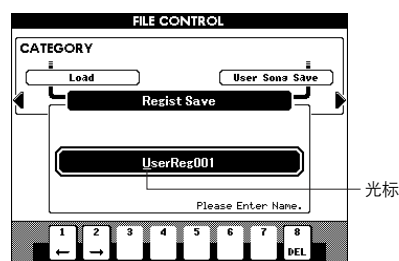 FILE CONTROL
CATEGORY
Load
User Song Save
Regist Save
UserReg001
光标
Please Enter Name.
1 2 3 4 5 6 7 8
← → DEL